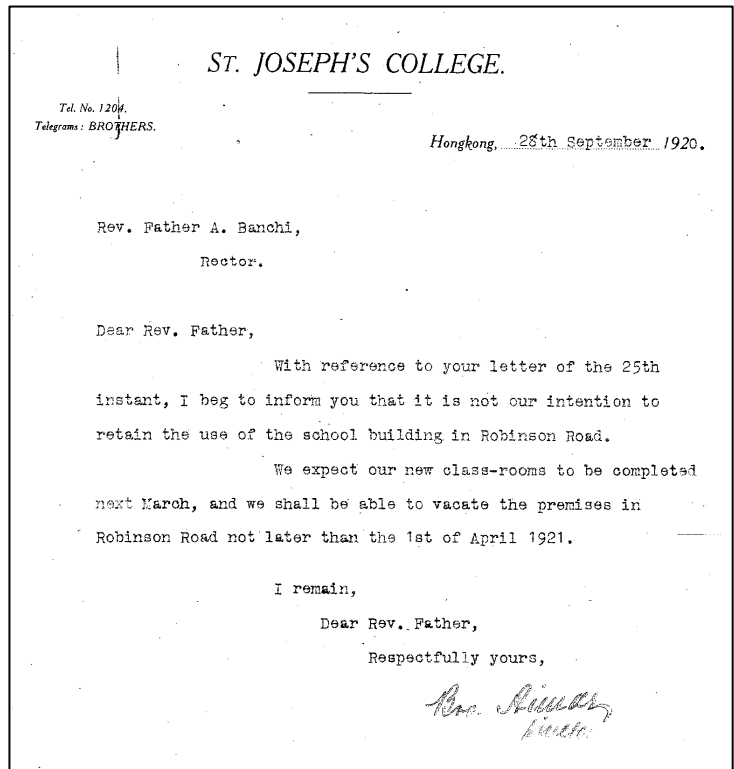 ST. JOSEPH'S COLLEGE.
Tel. No. 1204.
Telegrams : BROTHERS.
Hongkong, 28th September 1920.
Rev. Father A. Banchi,
Rector.
Dear Rev. Father,
With reference to your letter of the 25th
instant, I beg to inform you that it is not our intention to
retain the use of the school building in Robinson Road.
We expect our new class-rooms to be completed
next March, and we shall be able to vacate the premises in
Robinson Road not later than the 1st of April 1921.
I remain,
Dear Rev. Father,
Respectfully yours,
Bro. Aimar,
Director